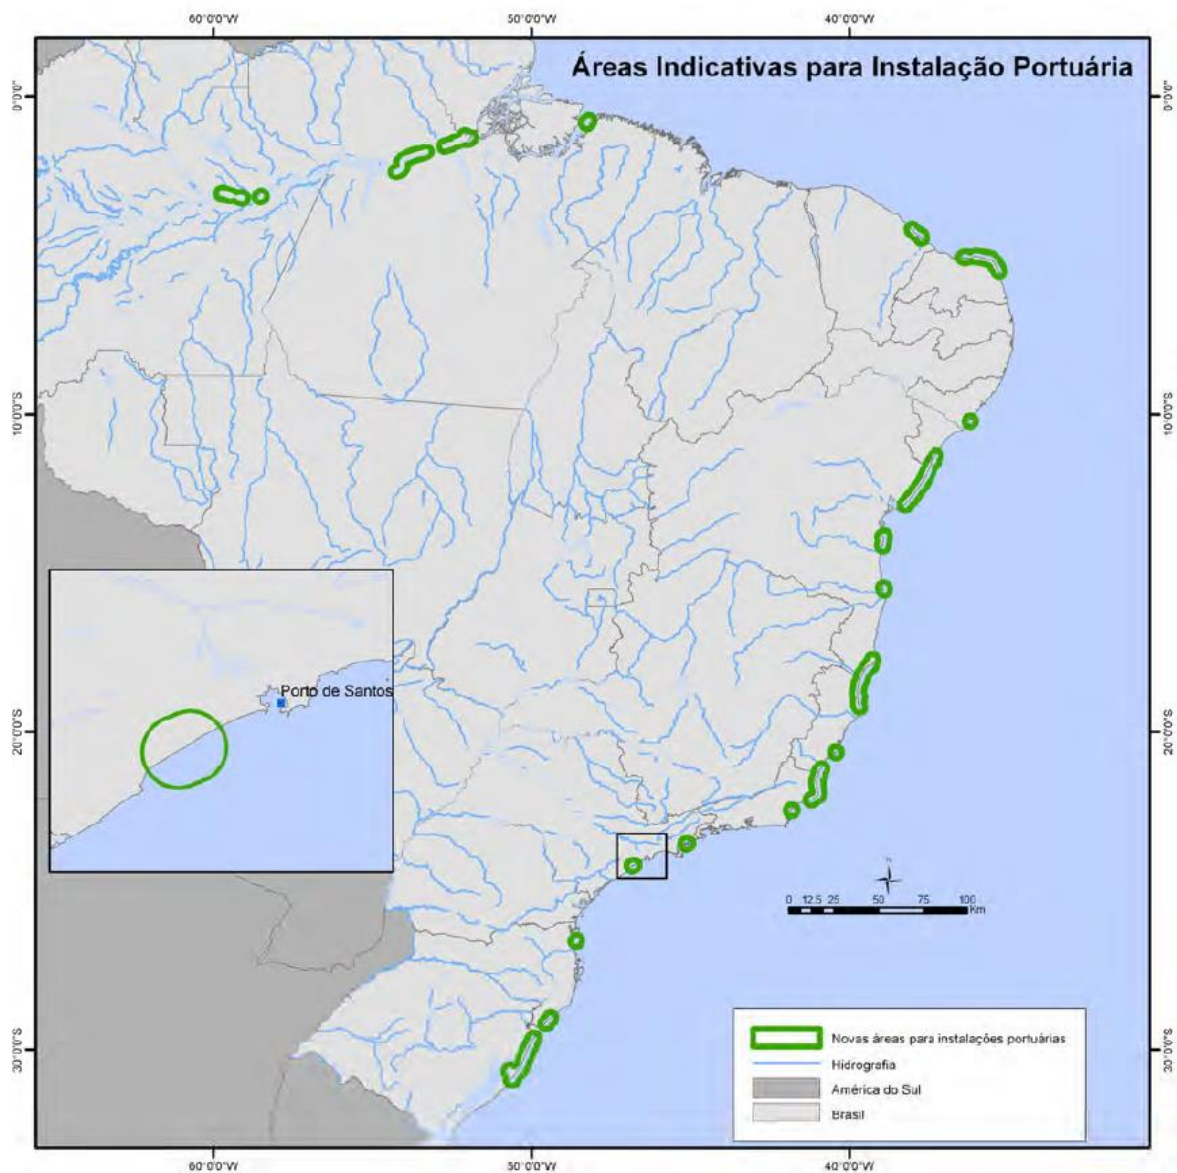 60°0'0"W 50°0'0"W 40°0'0"W
Áreas Indicativas para Instalação Portuária
0°0'0" 0°0'0"
10°0'0"S 10°0'0"S
Porto de Santos
20°0'0"S 20°0'0"S
N
0 12.5 25 50 75 100
Km
Novas áreas para instalações portuárias
Hidrografia
América do Sul
Brasil
30°0'0"S 30°0'0"S
60°0'0"W 50°0'0"W 40°0'0"W